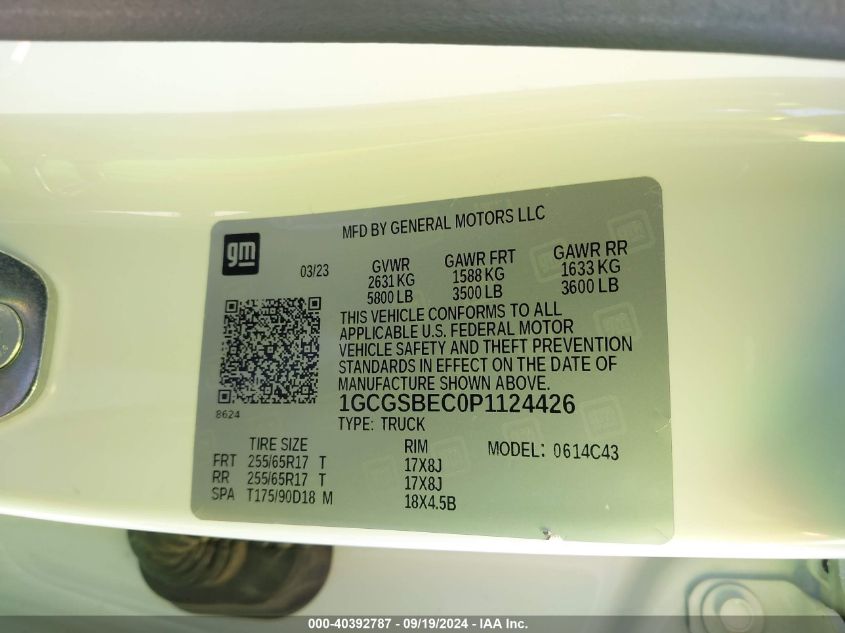 MFD BY GENERAL MOTORS LLC
gm
03/23
GVWR GAWR FRT GAWR RR
2631 KG 1588 KG 1633 KG
5800 LB 3500 LB 3600 LB
THIS VEHICLE CONFORMS TO ALL
APPLICABLE U.S. FEDERAL MOTOR
VEHICLE SAFETY AND THEFT PREVENTION
STANDARDS IN EFFECT ON THE DATE OF
MANUFACTURE SHOWN ABOVE.
8624
1GCGSBEC0P1124426
TYPE: TRUCK
TIRE SIZE RIM MODEL: 0614C43
FRT 255/65R17 T 17X8J
RR 255/65R17 T 17X8J
SPA T175/90D18 M 18X4.5B
000-40392787 - 09/19/2024 - IAA Inc.